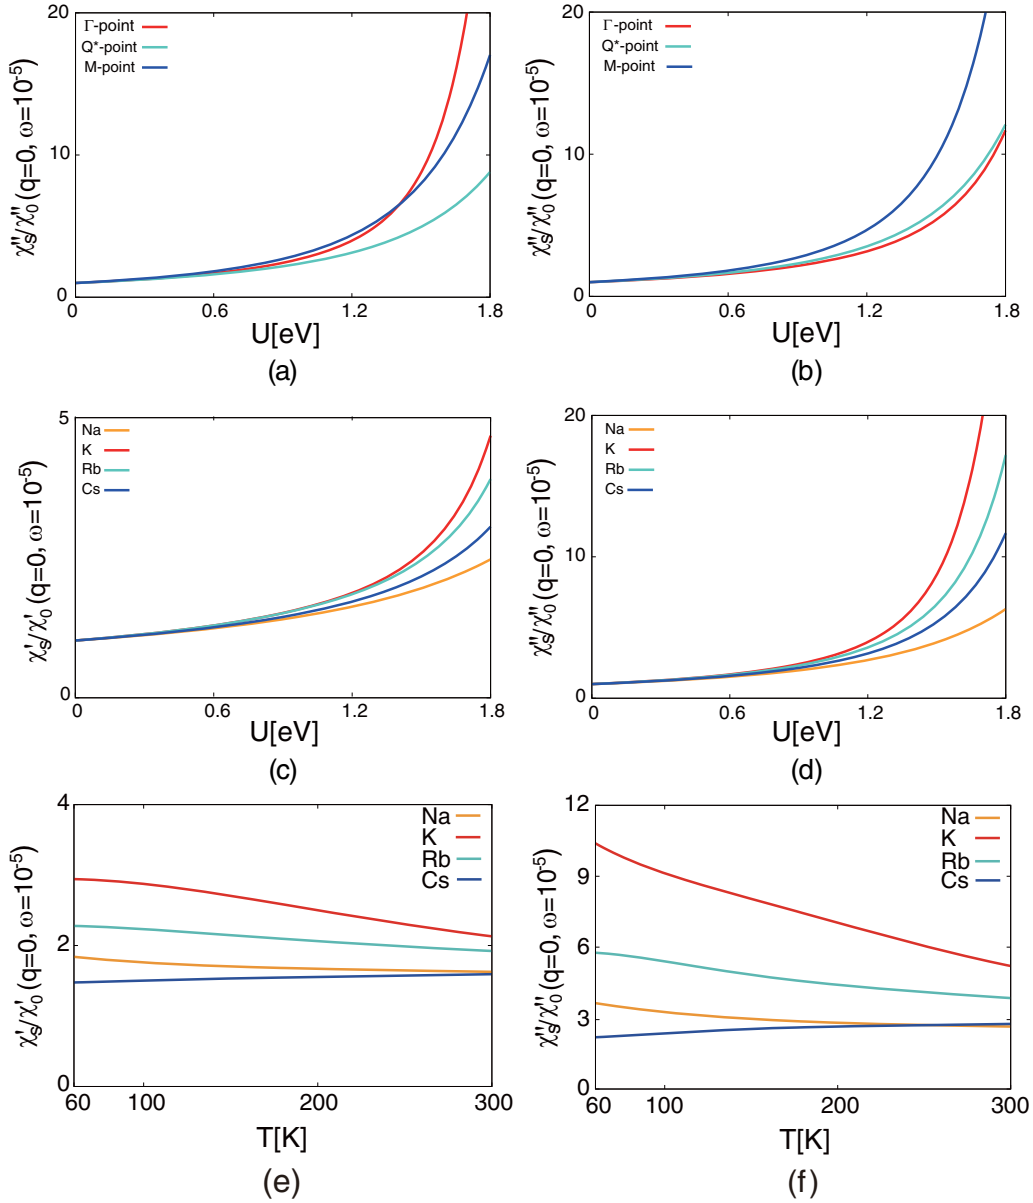 20
10
0
Γ-point
Q*-point
M-point
χ''s/χ''0 (q=0, ω=10-5)
0
0.6
1.2
1.8
U[eV]
(a)
20
10
0
Γ-point
Q*-point
M-point
χ''s/χ''0 (q=0, ω=10-5)
0
0.6
1.2
1.8
U[eV]
(b)
5
0
Na
K
Rb
Cs
χ's/χ'0 (q=0, ω=10-5)
0
0.6
1.2
1.8
U[eV]
(c)
20
10
0
Na
K
Rb
Cs
χ''s/χ''0 (q=0, ω=10-5)
0
0.6
1.2
1.8
U[eV]
(d)
4
2
0
Na
K
Rb
Cs
χ's/χ'0 (q=0, ω=10-5)
60
100
200
300
T[K]
(e)
12
9
6
3
0
Na
K
Rb
Cs
χ''s/χ''0 (q=0, ω=10-5)
60
100
200
300
T[K]
(f)